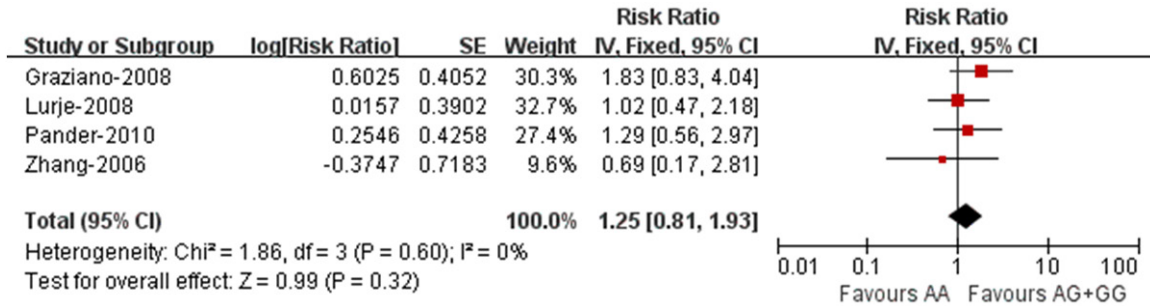 Risk Ratio Risk Ratio
Study or Subgroup log[Risk Ratio] SE Weight IV, Fixed, 95% CI IV, Fixed, 95% CI
Graziano-2008 0.6025 0.4052 30.3% 1.83 [0.83, 4.04]
Lurje-2008 0.0157 0.3902 32.7% 1.02 [0.47, 2.18]
Pander-2010 0.2546 0.4258 27.4% 1.29 [0.56, 2.97]
Zhang-2006 -0.3747 0.7183 9.6% 0.69 [0.17, 2.81]
Total (95% CI) 100.0% 1.25 [0.81, 1.93]
Heterogeneity: Chi² = 1.86, df = 3 (P = 0.60); I² = 0%
Test for overall effect: Z = 0.99 (P = 0.32)
0.01 0.1 1 10 100
Favours AA Favours AG+GG